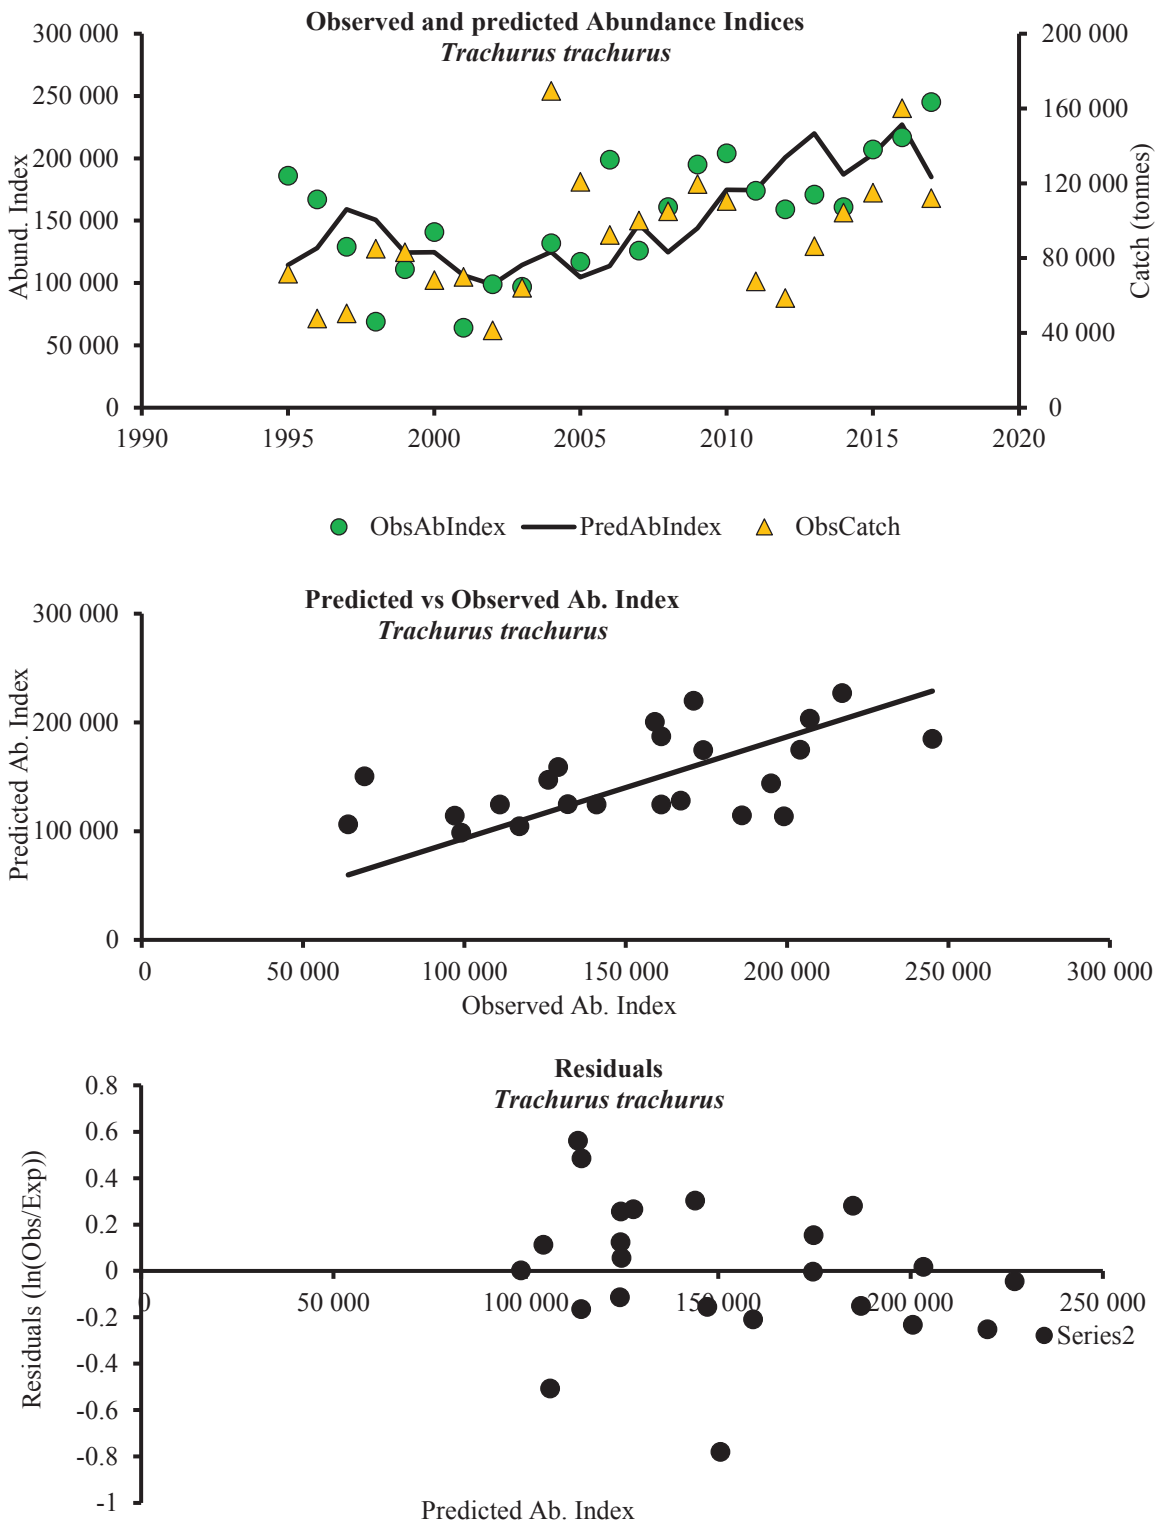 Observed and predicted Abundance Indices
Trachurus trachurus
300 000
250 000
200 000
150 000
100 000
50 000
0
Abund. Index
200 000
160 000
120 000
80 000
40 000
0
Catch (tonnes)
1990 1995 2000 2005 2010 2015 2020
ObsAbIndex PredAbIndex ObsCatch
Predicted vs Observed Ab. Index
Trachurus trachurus
300 000
200 000
100 000
0
Predicted Ab. Index
0 50 000 100 000 150 000 200 000 250 000 300 000
Observed Ab. Index
Residuals
Trachurus trachurus
0.8
0.6
0.4
0.2
0
-0.2
-0.4
-0.6
-0.8
-1
Residuals (ln(Obs/Exp))
0 50 000 100 000 150 000 200 000 250 000
Series2
Predicted Ab. Index